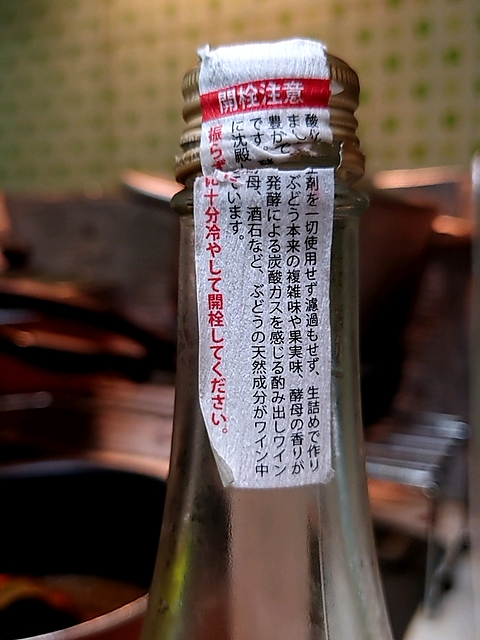 開栓注意
酸剤を一切使用せず濾過もせず、生詰めで作り
まし ぶどう本来の複雑味や果実味、酵母の香りが
豊かで 発酵による炭酸ガスを感じる酌み出しワイン
です。 母、酒石など、ぶどうの天然成分がワイン中
に沈殿 ています。
振らずに十分冷やして開栓してください。